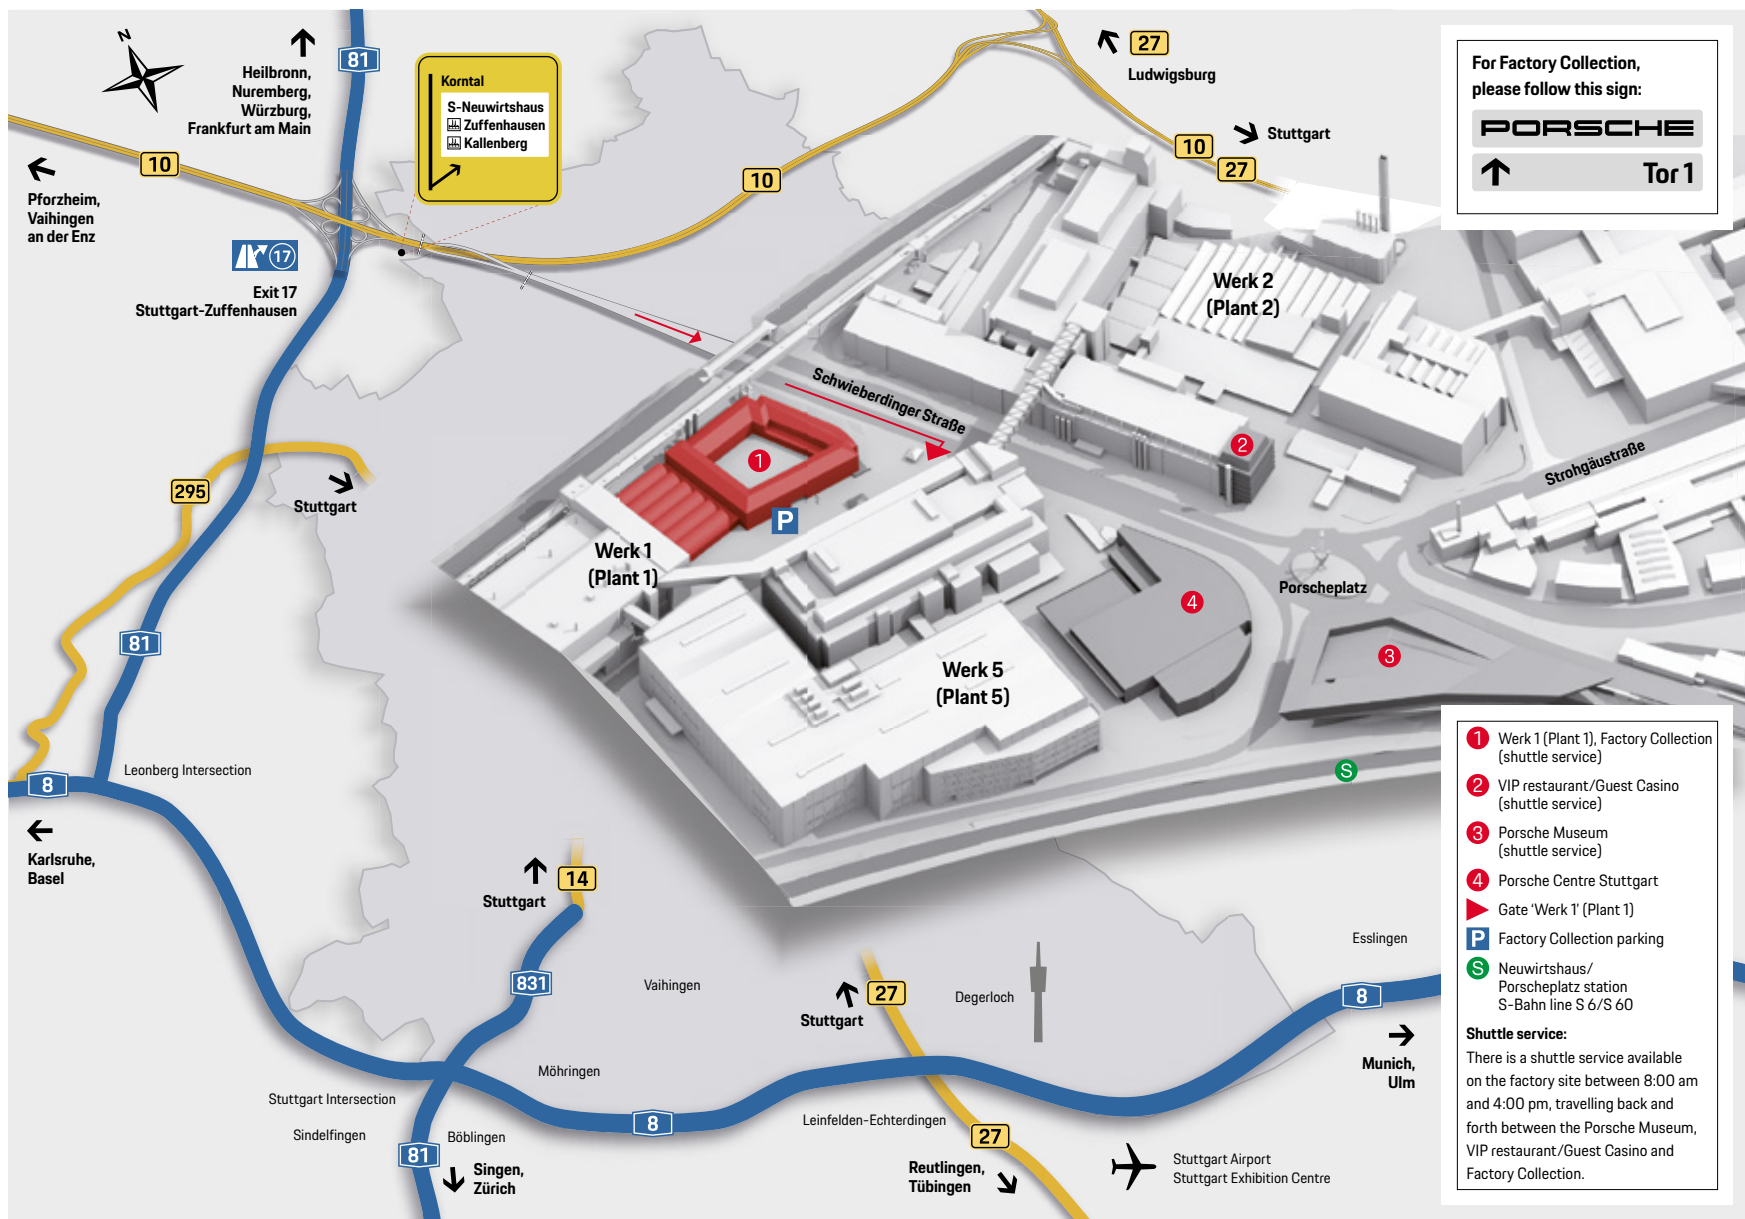 N
81
Heilbronn,
Nuremberg,
Würzburg,
Frankfurt am Main
10
Pforzheim,
Vaihingen
an der Enz
17
Exit 17
Stuttgart-Zuffenhausen
Korntal
S-Neuwirtshaus
Zuffenhausen
Kallenberg
10
27
Ludwigsburg
Stuttgart
10
27
For Factory Collection,
please follow this sign:
PORSCHE
Tor 1
Werk 2
(Plant 2)
Schwieberdinger Straße
1
2
Strohgäustraße
295
Stuttgart
P
Werk 1
(Plant 1)
Porscheplatz
4
3
Werk 5
(Plant 5)
81
Leonberg Intersection
8
Karlsruhe,
Basel
S
14
Stuttgart
831
Vaihingen
27
Stuttgart
Degerloch
Esslingen
8
Munich,
Ulm
Möhringen
Stuttgart Intersection
Sindelfingen
Böblingen
81
Singen,
Zürich
8
Leinfelden-Echterdingen
27
Reutlingen,
Tübingen
Stuttgart Airport
Stuttgart Exhibition Centre
1 Werk 1 (Plant 1), Factory Collection
(shuttle service)
2 VIP restaurant/Guest Casino
(shuttle service)
3 Porsche Museum
(shuttle service)
4 Porsche Centre Stuttgart
Gate ‘Werk 1’ (Plant 1)
P Factory Collection parking
S Neuwirtshaus/
Porscheplatz station
S-Bahn line S 6/S 60
Shuttle service:
There is a shuttle service available
on the factory site between 8:00 am
and 4:00 pm, travelling back and
forth between the Porsche Museum,
VIP restaurant/Guest Casino and
Factory Collection.